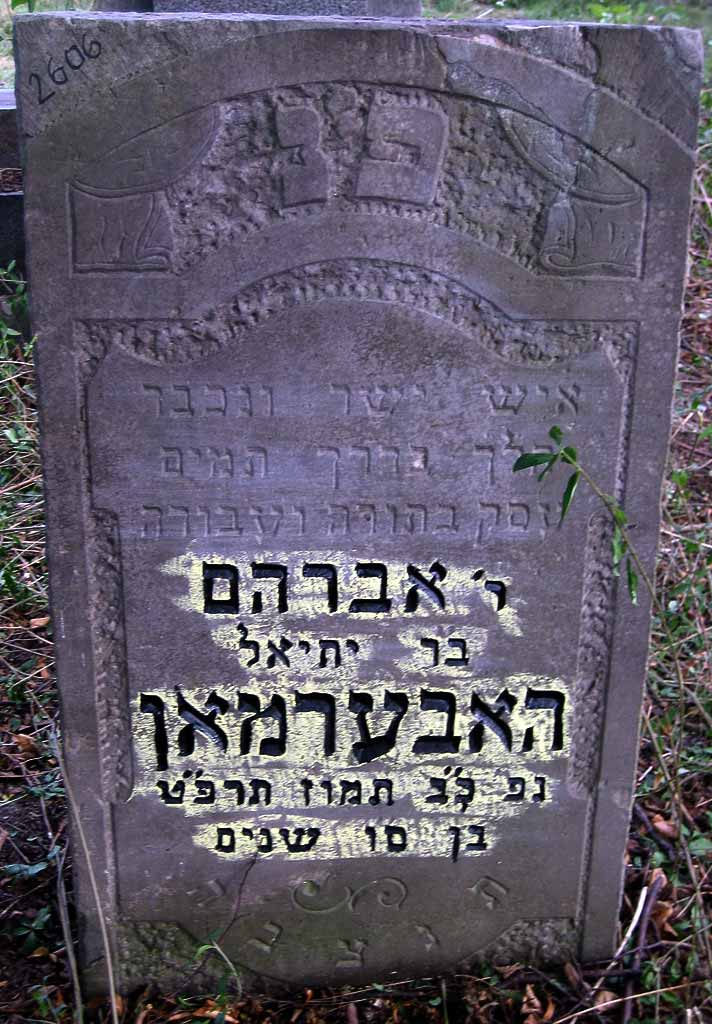 2606
פ נ
איש ישר ונכבר
הלך בדרך תמים
עסק בתורה ועבודה
ר' אברהם
בר יחיאל
האבערמאן
נפ כ״ב תמוז תרפ״ט
בן סו שנים
ת נ צ ב ה